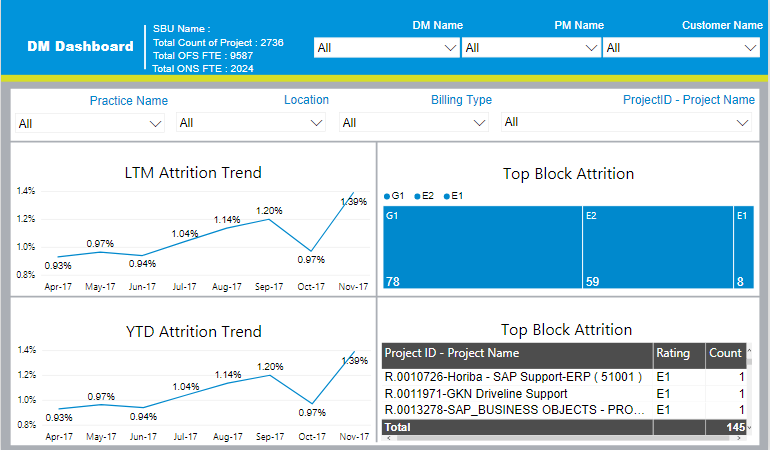 DM Dashboard
SBU Name :
Total Count of Project : 2736
Total OFS FTE : 9587
Total ONS FTE : 2024
DM Name
PM Name
Customer Name
All
All
All
Practice Name
Location
Billing Type
ProjectID - Project Name
All
All
All
All
LTM Attrition Trend
1.4%
1.2%
1.0%
0.8%
0.93%
0.97%
0.94%
1.04%
1.14%
1.20%
0.97%
1.39%
Apr-17
May-17
Jun-17
Jul-17
Aug-17
Sep-17
Oct-17
Nov-17
Top Block Attrition
G1 E2 E1
G1
78
E2
59
E1
8
YTD Attrition Trend
1.4%
1.2%
1.0%
0.8%
0.93%
0.97%
0.94%
1.04%
1.14%
1.20%
0.97%
1.39%
Apr-17
May-17
Jun-17
Jul-17
Aug-17
Sep-17
Oct-17
Nov-17
Top Block Attrition
Project ID - Project Name Rating Count
R.0010726-Horiba - SAP Support-ERP ( 51001 ) E1 1
R.0011971-GKN Driveline Support E1 1
R.0013278-SAP_BUSINESS OBJECTS - PRO... E1 1
Total 145